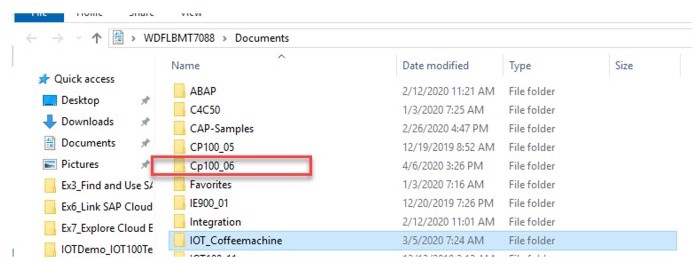 File Home Share View
WDFLBMT7088 > Documents
Name Date modified Type Size
Quick access
Desktop
Downloads
Documents
Pictures
Ex3_Find and Use SA
Ex6_Link SAP Cloud
Ex7_Explore Cloud E
IOTDemo_IOT100Te
ABAP 2/12/2020 11:21 AM File folder
C4C50 1/3/2020 7:25 AM File folder
CAP-Samples 2/26/2020 4:47 PM File folder
CP100_05 12/19/2019 8:52 AM File folder
Cp100_06 4/6/2020 3:26 PM File folder
Favorites 1/3/2020 7:16 AM File folder
IE900_01 12/20/2019 7:26 PM File folder
Integration 2/12/2020 11:01 AM File folder
IOT_Coffeemachine 3/5/2020 7:24 AM File folder